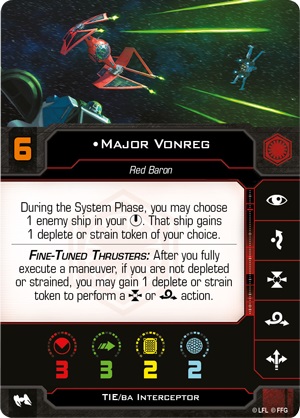 6
•Major Vonreg
Red Baron
During the System Phase, you may choose
1 enemy ship in your . That ship gains
1 deplete or strain token of your choice.
Fine-Tuned Thrusters: After you fully
execute a maneuver, if you are not depleted
or strained, you may gain 1 deplete or strain
token to perform a or action.
3 3 2 2
TIE/ba Interceptor
© LFL © FFG